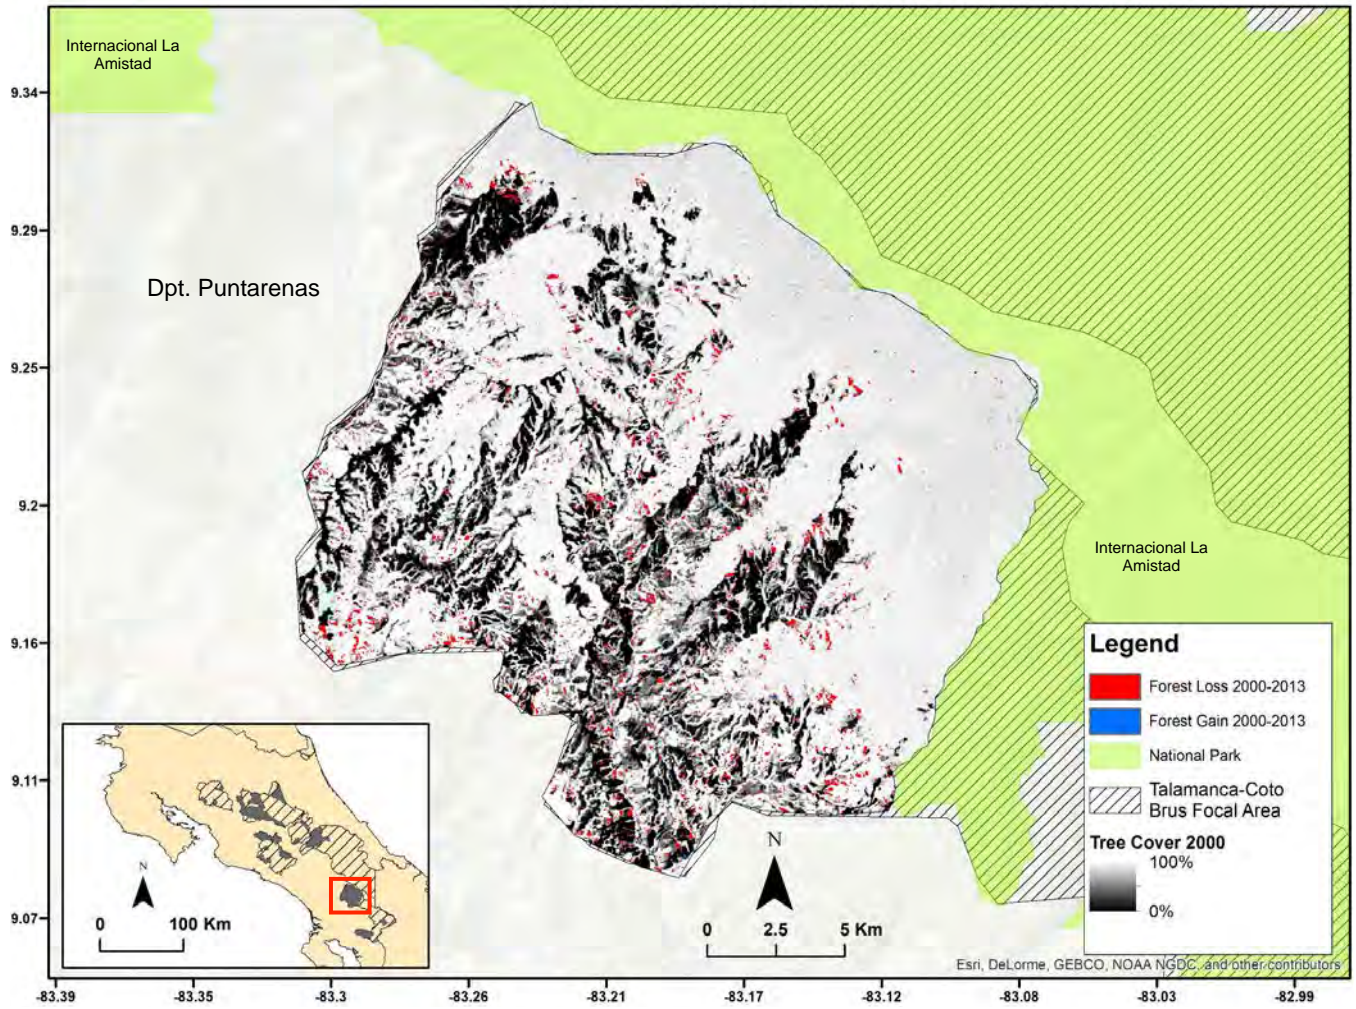 Internacional La
Amistad
9.34
9.29
Dpt. Puntarenas
9.25
9.2
Internacional La
Amistad
9.16
Legend
Forest Loss 2000-2013
Forest Gain 2000-2013
National Park
Talamanca-Coto
Brus Focal Area
Tree Cover 2000
100%
0%
9.11
9.07
N
0 100 Km
N
0 2.5 5 Km
Esri, DeLorme, GEBCO, NOAA NGDC, and other contributors
-83.39 -83.35 -83.3 -83.26 -83.21 -83.17 -83.12 -83.08 -83.03 -82.99